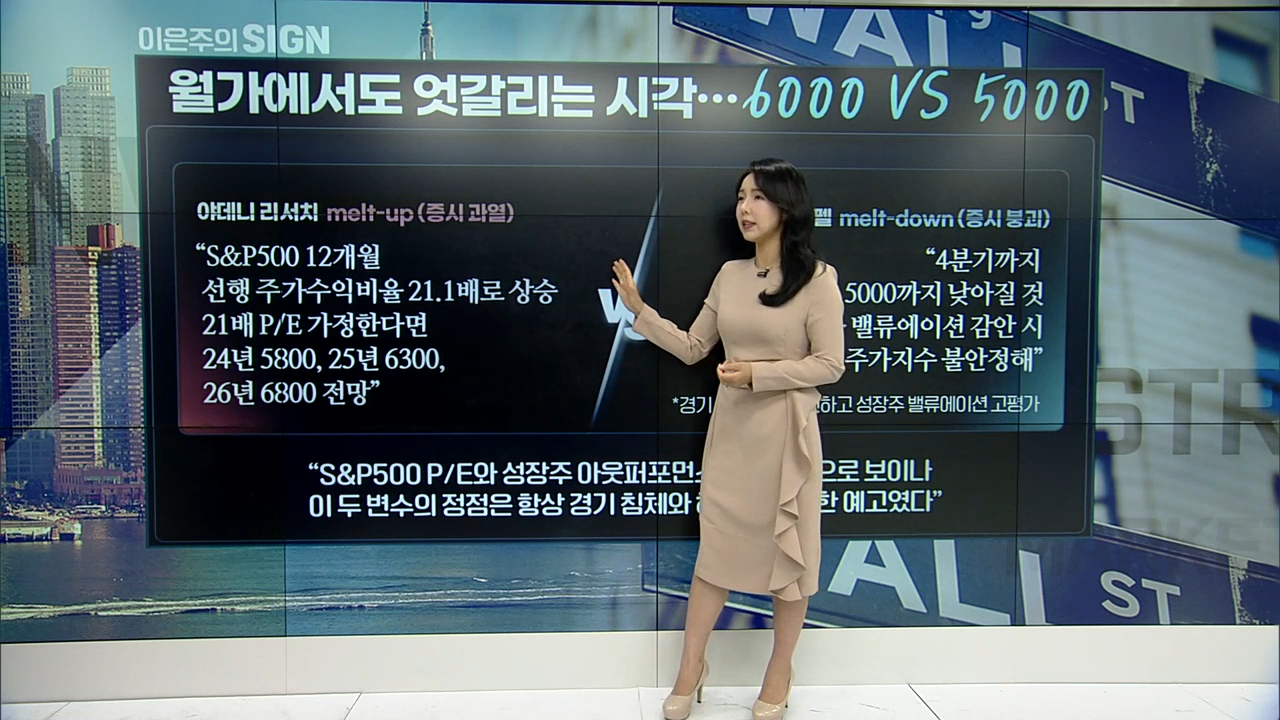 이은주의 SIGN
월가에서도 엇갈리는 시각…6000 VS 5000
야데니 리서치 melt-up (증시 과열)
“S&P500 12개월
선행 주가수익비율 21.1배로 상승
21배 P/E 가정한다면
24년 5800, 25년 6300,
26년 6800 전망”
VS
펠 melt-down (증시 붕괴)
“4분기까지
5000까지 낮아질 것
밸류에이션 감안 시
주가지수 불안정해”
*경기 하고 성장주 밸류에이션 고평가
“S&P500 P/E와 성장주 아웃퍼포먼스 으로 보이나
이 두 변수의 정점은 항상 경기 침체와 한 예고였다”
WALL ST
WALL ST
STR